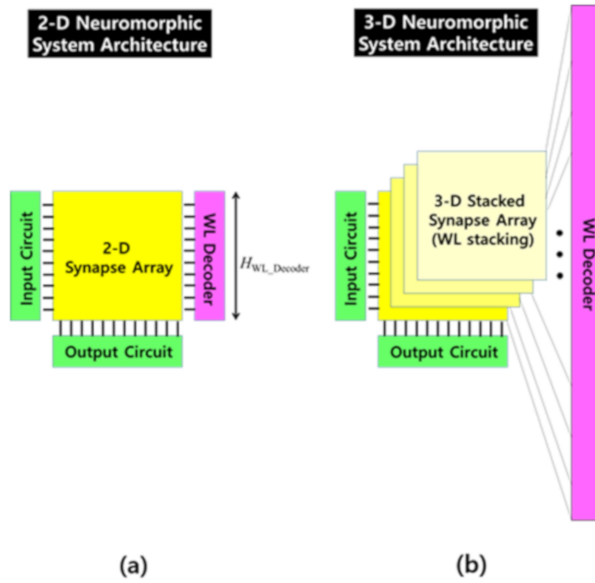 2-D Neuromorphic
System Architecture
Input Circuit
2-D
Synapse Array
WL Decoder
H WL_Decoder
Output Circuit
(a)
3-D Neuromorphic
System Architecture
Input Circuit
3-D Stacked
Synapse Array
(WL stacking)
WL Decoder
Output Circuit
(b)